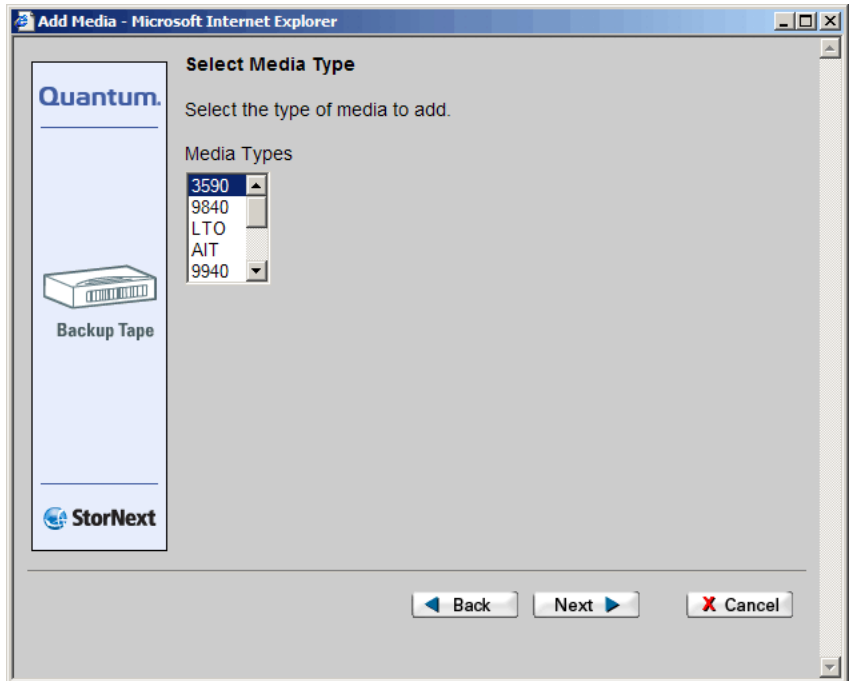 Add Media - Microsoft Internet Explorer
Select Media Type
Quantum.
Select the type of media to add.
Media Types
3590
9840
LTO
AIT
9940
Backup Tape
StorNext
Back
Next
X Cancel